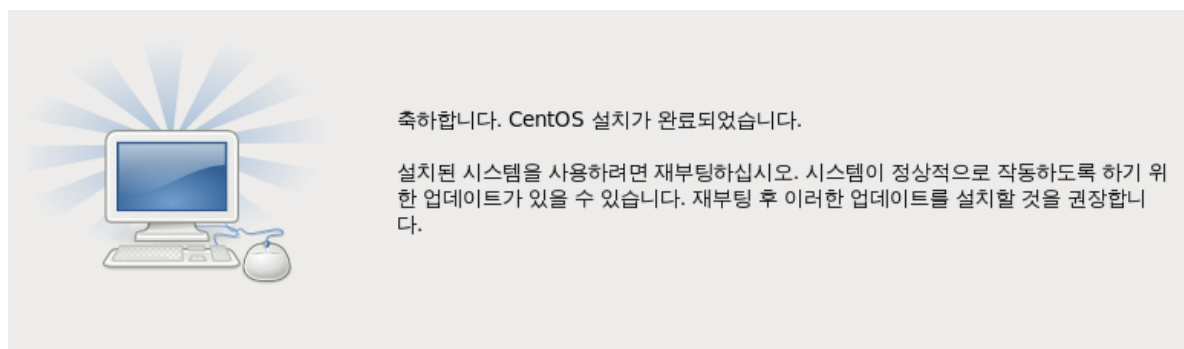 축하합니다. CentOS 설치가 완료되었습니다.
설치된 시스템을 사용하려면 재부팅하십시오. 시스템이 정상적으로 작동하도록 하기 위
한 업데이트가 있을 수 있습니다. 재부팅 후 이러한 업데이트를 설치할 것을 권장합니
다.